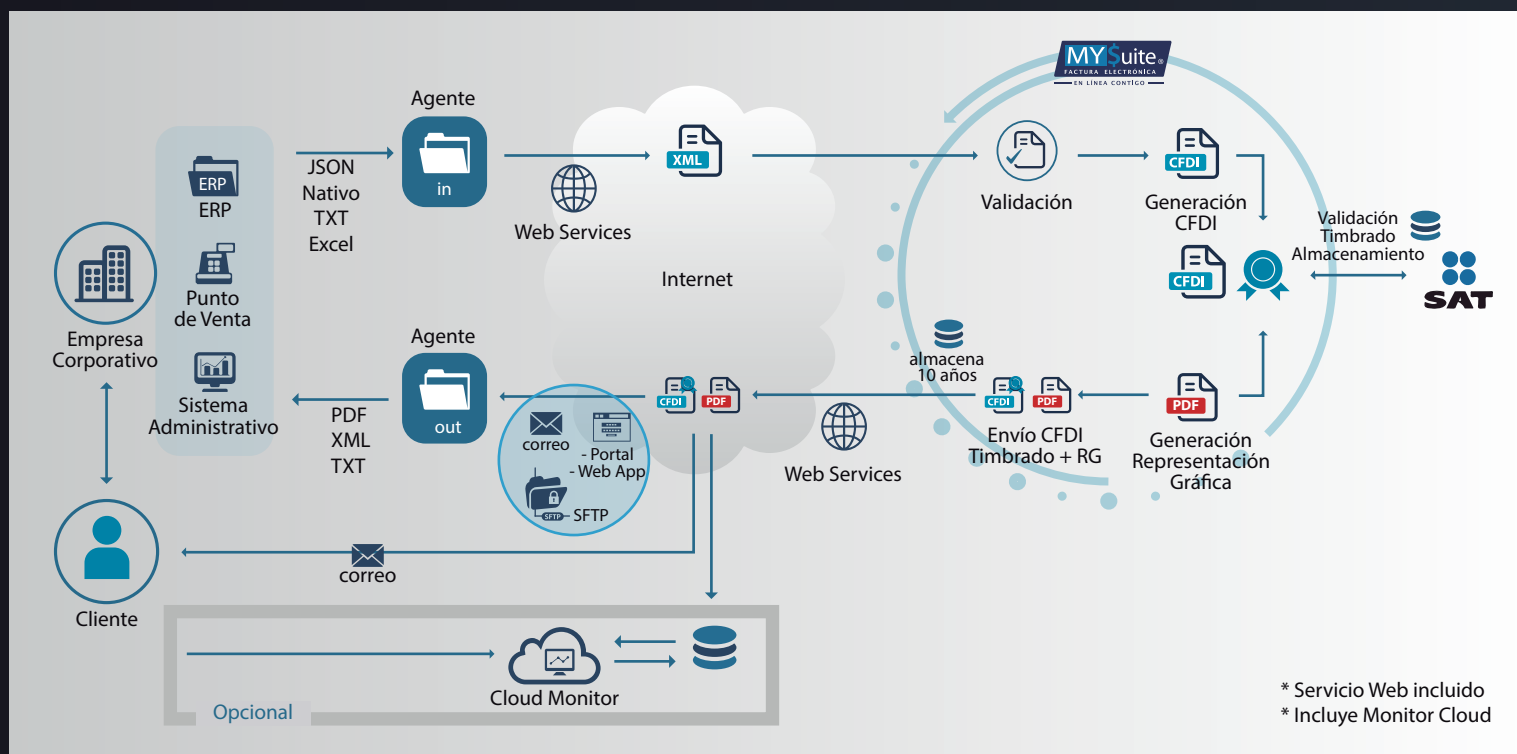 MY$uite®
FACTURA ELECTRÓNICA
EN LÍNEA CONTIGO
Agente
in
ERP
ERP
Punto
de Venta
Sistema
Administrativo
Empresa
Corporativo
JSON
Nativo
TXT
Excel
Web Services
XML
Internet
Validación
CFDI
Generación
CFDI
CFDI
Validación
Timbrado
Almacenamiento
SAT
Agente
out
PDF
XML
TXT
correo
- Portal
- Web App
SFTP
SFTP
CFDI
PDF
Web Services
almacena
10 años
CFDI
PDF
Envío CFDI
Timbrado + RG
PDF
Generación
Representación
Gráfica
correo
Cliente
Cloud Monitor
Opcional
* Servicio Web incluido
* Incluye Monitor Cloud